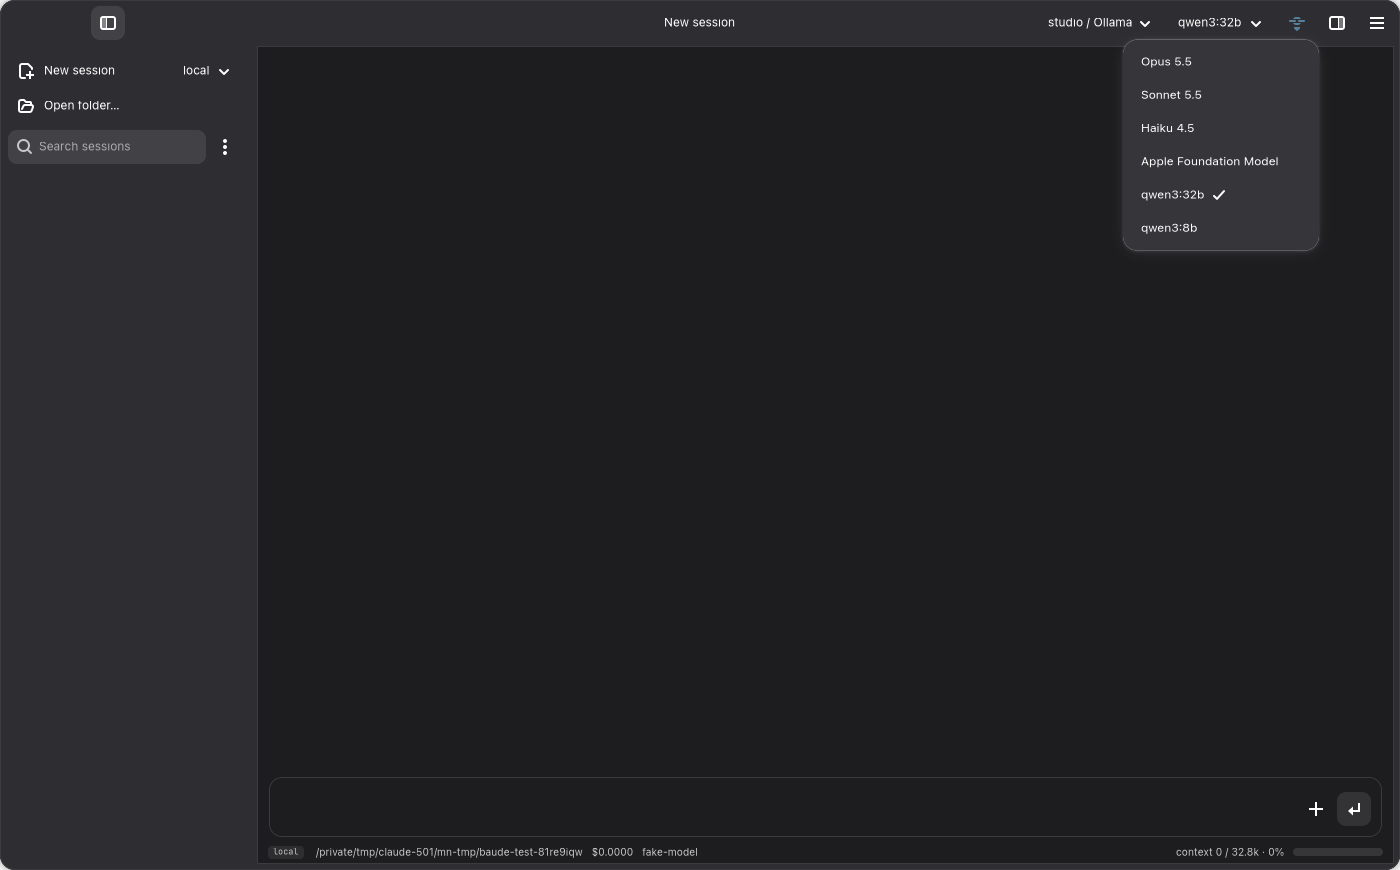 New session
studio / Ollama
qwen3:32b
New session
local
Open folder...
Search sessions
Opus 5.5
Sonnet 5.5
Haiku 4.5
Apple Foundation Model
qwen3:32b
qwen3:8b
local /private/tmp/claude-501/mn-tmp/baude-test-81re9iqw $0.0000 fake-model
context 0 / 32.8k · 0%